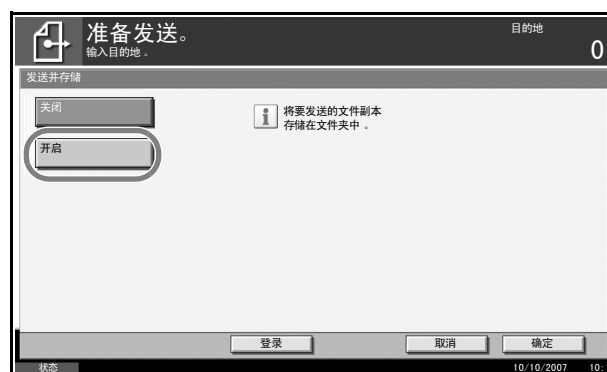 准备发送。
输入目的地。
目的地
0
发送并存储
关闭
开启
将要发送的文件副本
存储在文件夹中。
登录
取消
确定
状态
10/10/2007 10: